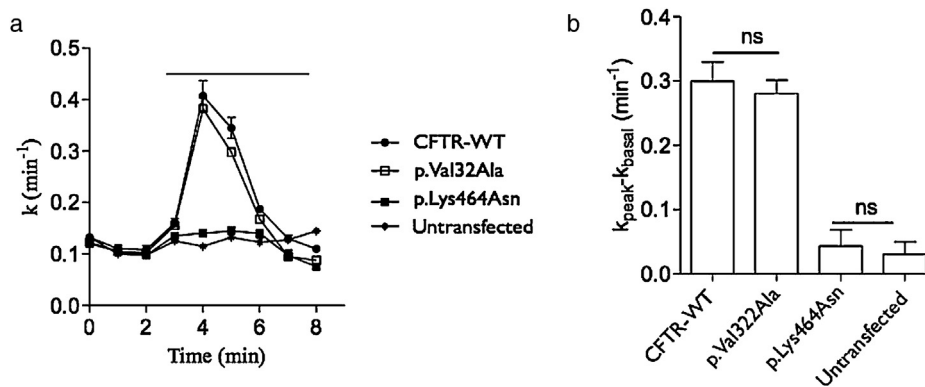 a
k (min⁻¹)
0.5
0.4
0.3
0.2
0.1
0.0
0
2
4
6
8
Time (min)
CFTR-WT
p.Val32Ala
p.Lys464Asn
Untransfected
b
kpeak-kbasal (min⁻¹)
0.4
0.3
0.2
0.1
0.0
ns
ns
CFTR-WT
p.Val322Ala
p.Lys464Asn
Untransfected